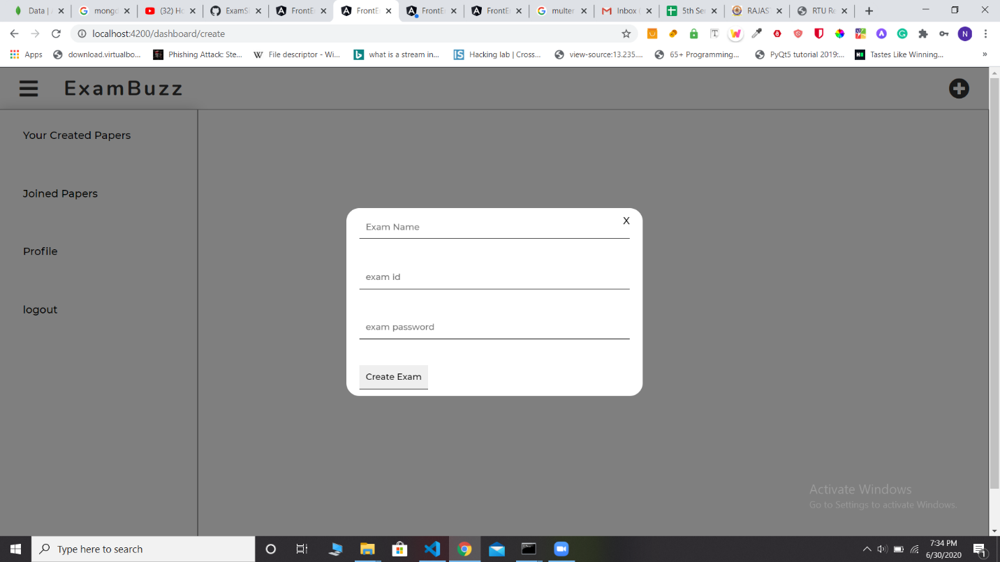 Data | A
mongo
(32) Ho
ExamSr
FrontE
FrontE
FrontE
FrontE
multer
Inbox (
5th Se
RAJAS
RTU Re
localhost:4200/dashboard/create
N
Apps
download.virtualbo...
Phishing Attack: Ste...
File descriptor - Wi...
what is a stream in...
Hacking lab | Cross...
view-source:13.235....
65+ Programming...
PyQt5 tutorial 2019:...
Tastes Like Winning...
»
ExamBuzz
Your Created Papers
Joined Papers
Profile
logout
X
Exam Name
exam id
exam password
Create Exam
Activate Windows
Go to Settings to activate Windows.
Type here to search
7:34 PM
6/30/2020
1